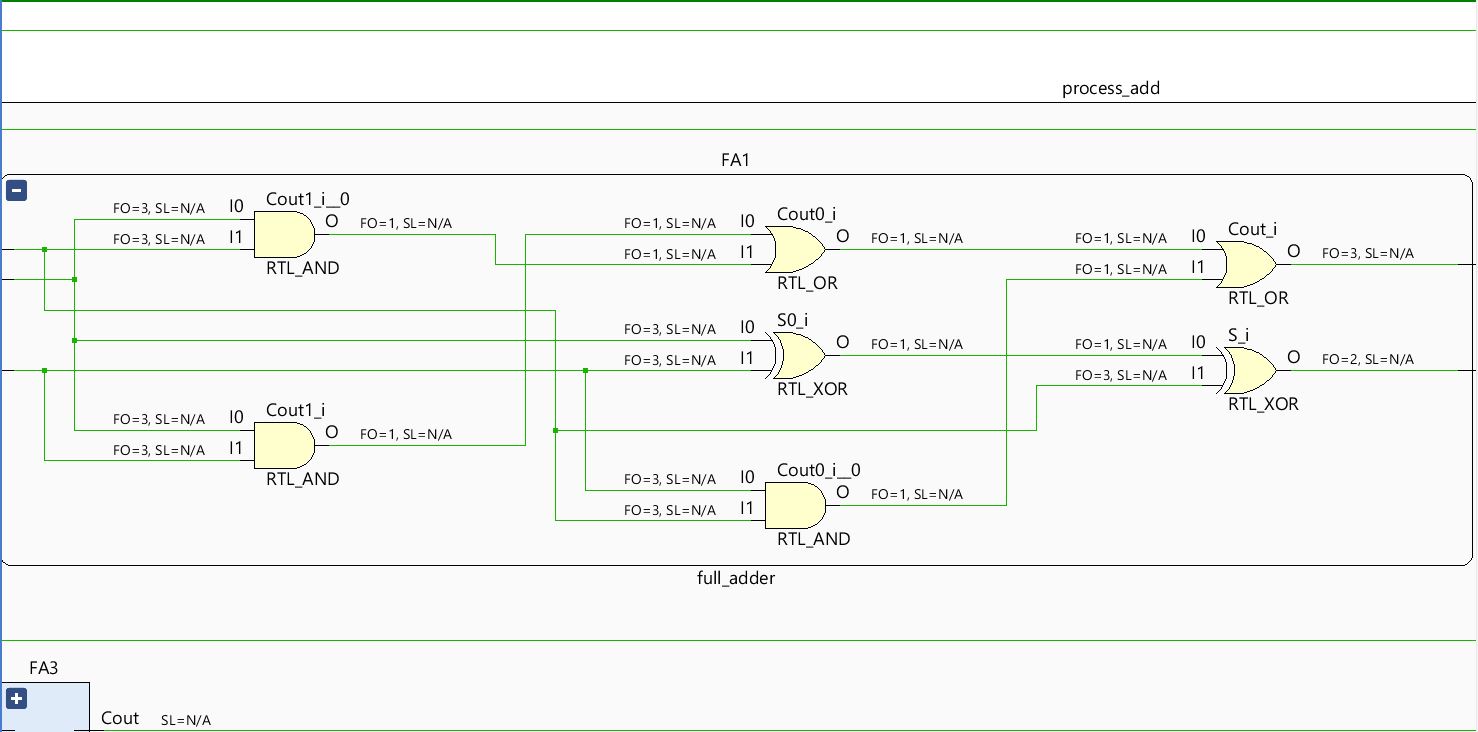 process_add
FA1
Cout1_i__0
FO=3, SL=N/A I0 O FO=1, SL=N/A
FO=3, SL=N/A I1
RTL_AND
Cout0_i
FO=1, SL=N/A I0 O FO=1, SL=N/A
FO=1, SL=N/A I1
RTL_OR
Cout_i
FO=1, SL=N/A I0 O FO=3, SL=N/A
FO=1, SL=N/A I1
RTL_OR
S0_i
FO=3, SL=N/A I0 O FO=1, SL=N/A
FO=3, SL=N/A I1
RTL_XOR
S_i
FO=1, SL=N/A I0 O FO=2, SL=N/A
FO=3, SL=N/A I1
RTL_XOR
Cout1_i
FO=3, SL=N/A I0 O FO=1, SL=N/A
FO=3, SL=N/A I1
RTL_AND
Cout0_i__0
FO=3, SL=N/A I0 O FO=1, SL=N/A
FO=3, SL=N/A I1
RTL_AND
full_adder
FA3
Cout SL=N/A